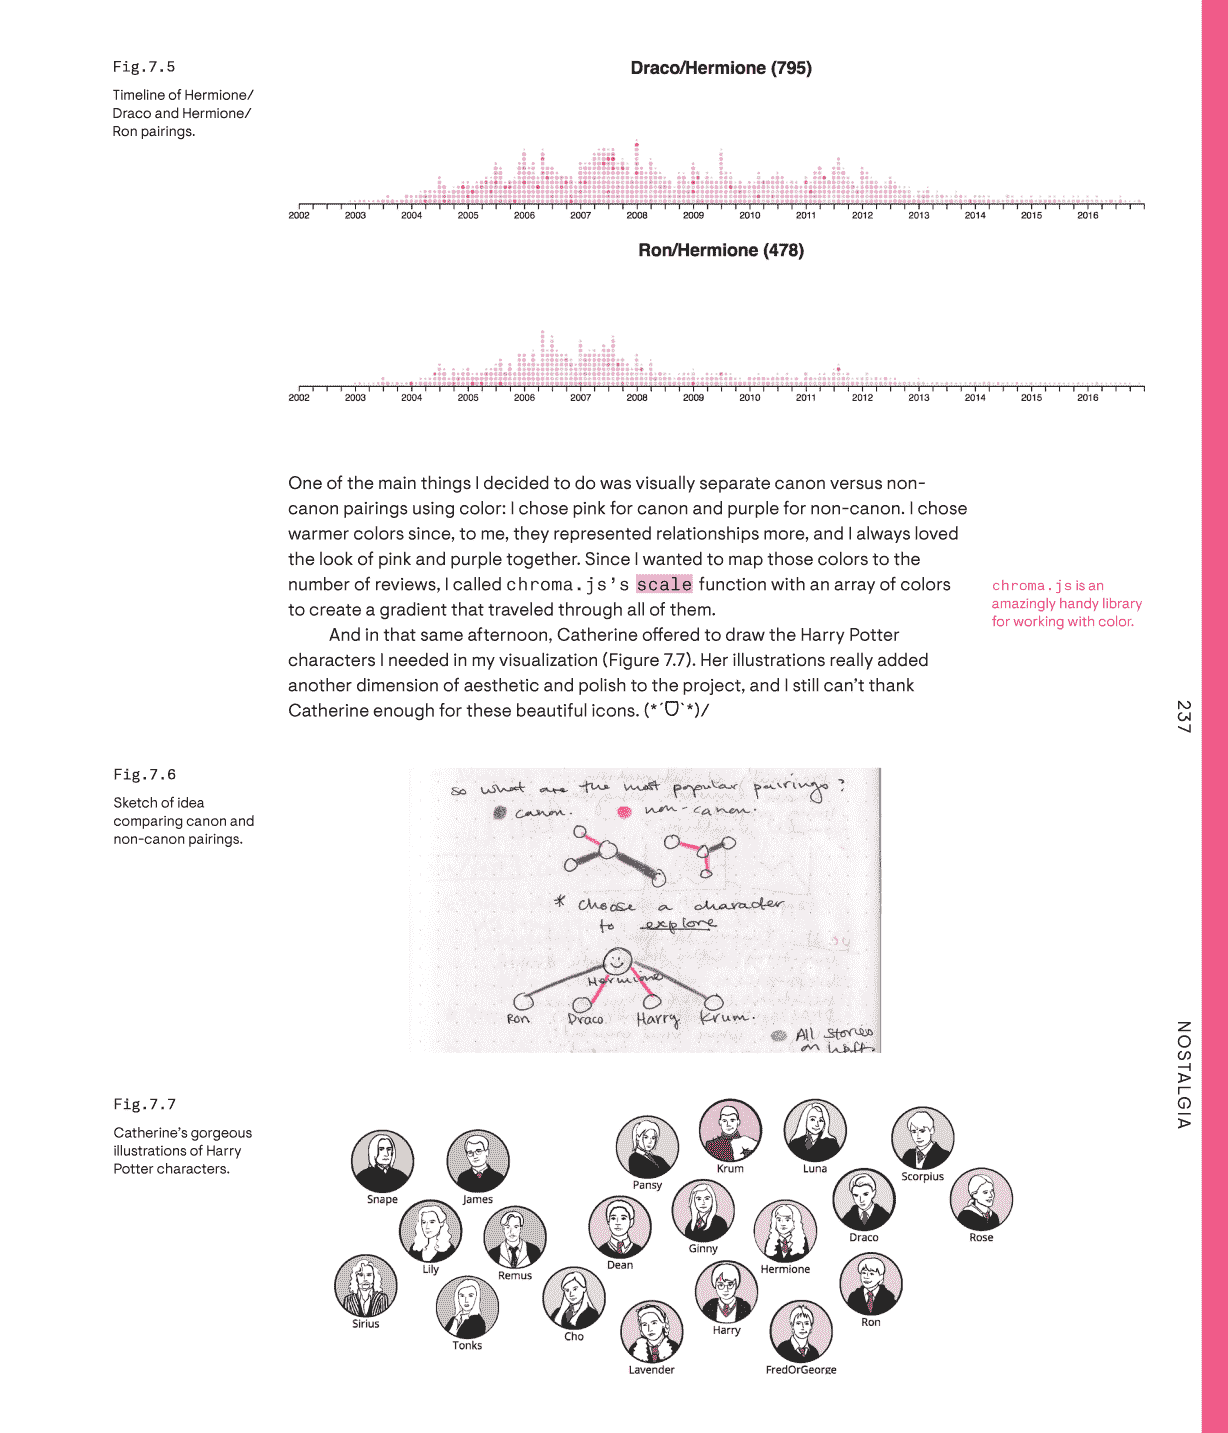 Fig.7.5
Timeline of Hermione/
Draco and Hermione/
Ron pairings.
Draco/Hermione (795)
2002 2003 2004 2005 2006 2007 2008 2009 2010 2011 2012 2013 2014 2015 2016
Ron/Hermione (478)
2002 2003 2004 2005 2006 2007 2008 2009 2010 2011 2012 2013 2014 2015 2016
One of the main things I decided to do was visually separate canon versus non-
canon pairings using color: I chose pink for canon and purple for non-canon. I chose
warmer colors since, to me, they represented relationships more, and I always loved
the look of pink and purple together. Since I wanted to map those colors to the
number of reviews, I called chroma.js's scale function with an array of colors
to create a gradient that traveled through all of them.
And in that same afternoon, Catherine offered to draw the Harry Potter
characters I needed in my visualization (Figure 7.7). Her illustrations really added
another dimension of aesthetic and polish to the project, and I still can't thank
Catherine enough for these beautiful icons. (*ˊᗜˋ*)/
chroma.js is an
amazingly handy library
for working with color.
237
NOSTALGIA
Fig.7.6
Sketch of idea
comparing canon and
non-canon pairings.
so what are the most popular pairings?
canon. non-canon.
* choose a character
to explore
Hermione
Ron Draco Harry Krum.
All stories
on left.
Fig.7.7
Catherine's gorgeous
illustrations of Harry
Potter characters.
Snape
James
Lily
Remus
Sirius
Tonks
Pansy
Krum
Luna
Scorpius
Dean
Ginny
Hermione
Draco
Rose
Cho
Lavender
Harry
FredOrGeorge
Ron